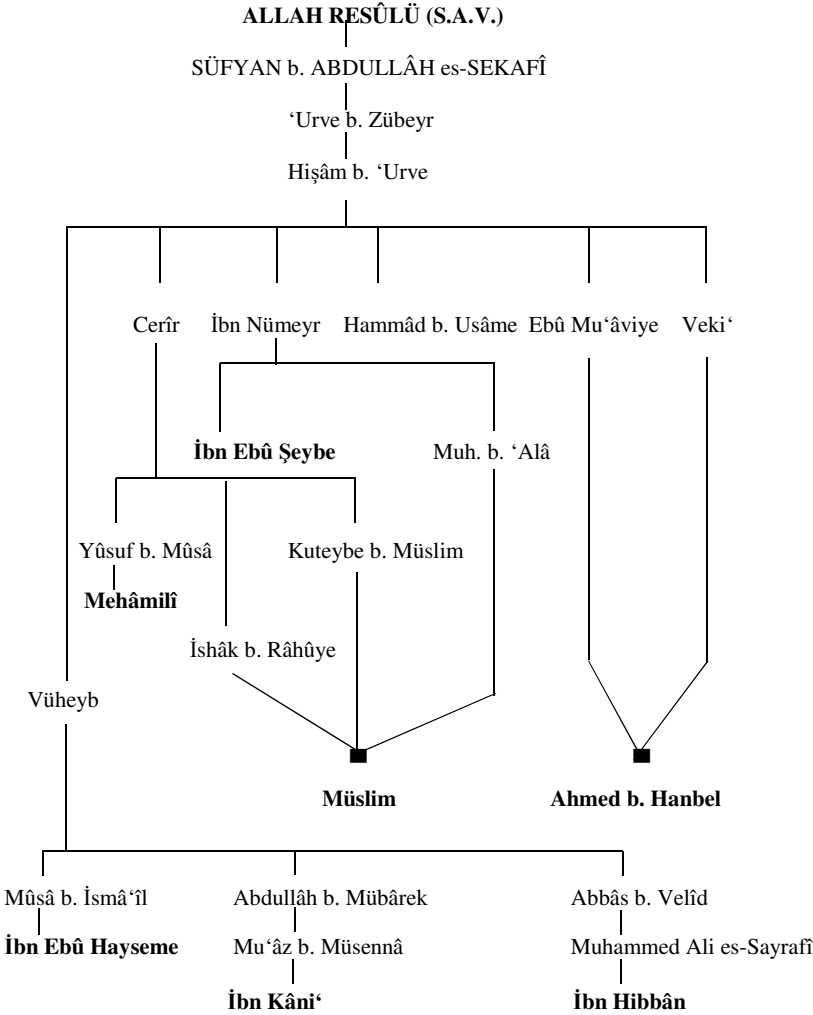 ALLAH RESÛLÜ (S.A.V.)
SÜFYAN b. ABDULLÂH es-SEKAFÎ
‘Urve b. Zübeyr
Hişâm b. ‘Urve
Cerîr İbn Nümeyr Hammâd b. Usâme Ebû Mu‘âviye Veki‘
İbn Ebû Şeybe Muh. b. ‘Alâ
Yûsuf b. Mûsâ Kuteybe b. Müslim
Mehâmilî
İshâk b. Râhûye
Vüheyb
Müslim Ahmed b. Hanbel
Mûsâ b. İsmâ‘îl Abdullâh b. Mübârek Abbâs b. Velîd
İbn Ebû Hayseme Mu‘âz b. Müsennâ Muhammed Ali es-Sayrafî
İbn Kâni‘ İbn Hibbân